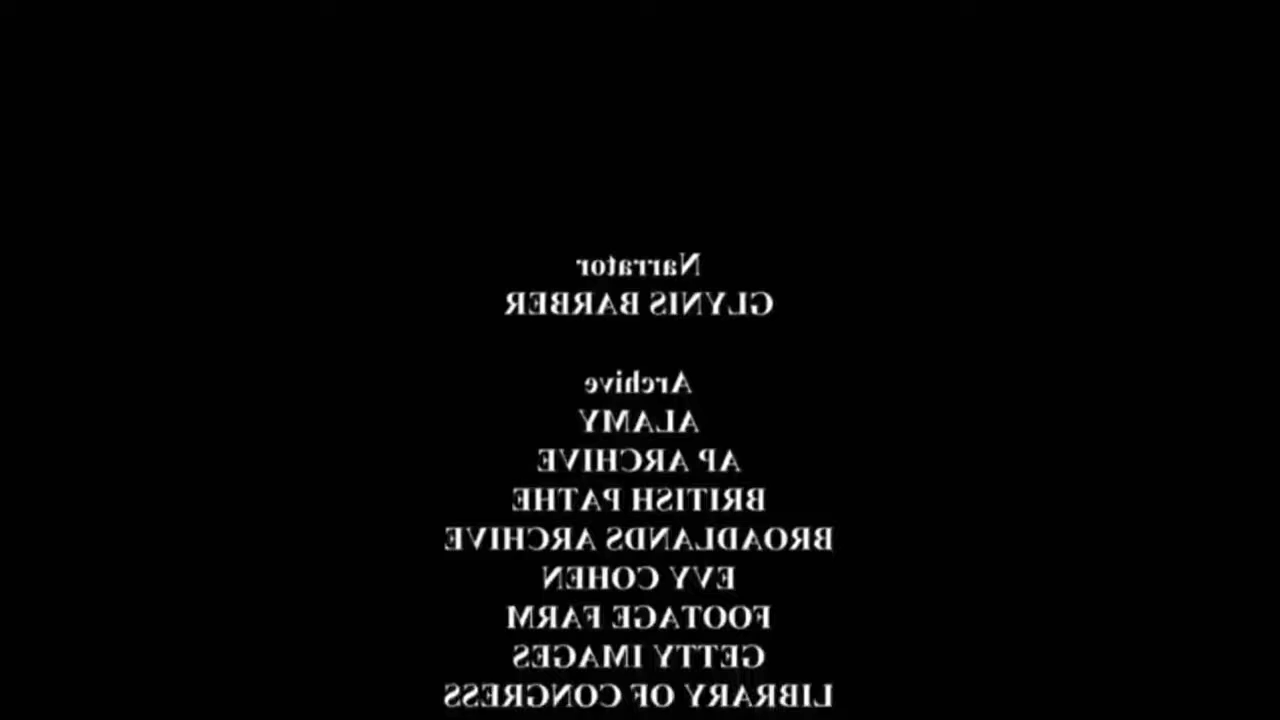 Narrator
GLYNIS BARBER
Archive
ALAMY
AP ARCHIVE
BRITISH PATHE
BROADLANDS ARCHIVE
EVY COHEN
FOOTAGE FARM
GETTY IMAGES
LIBRARY OF CONGRESS